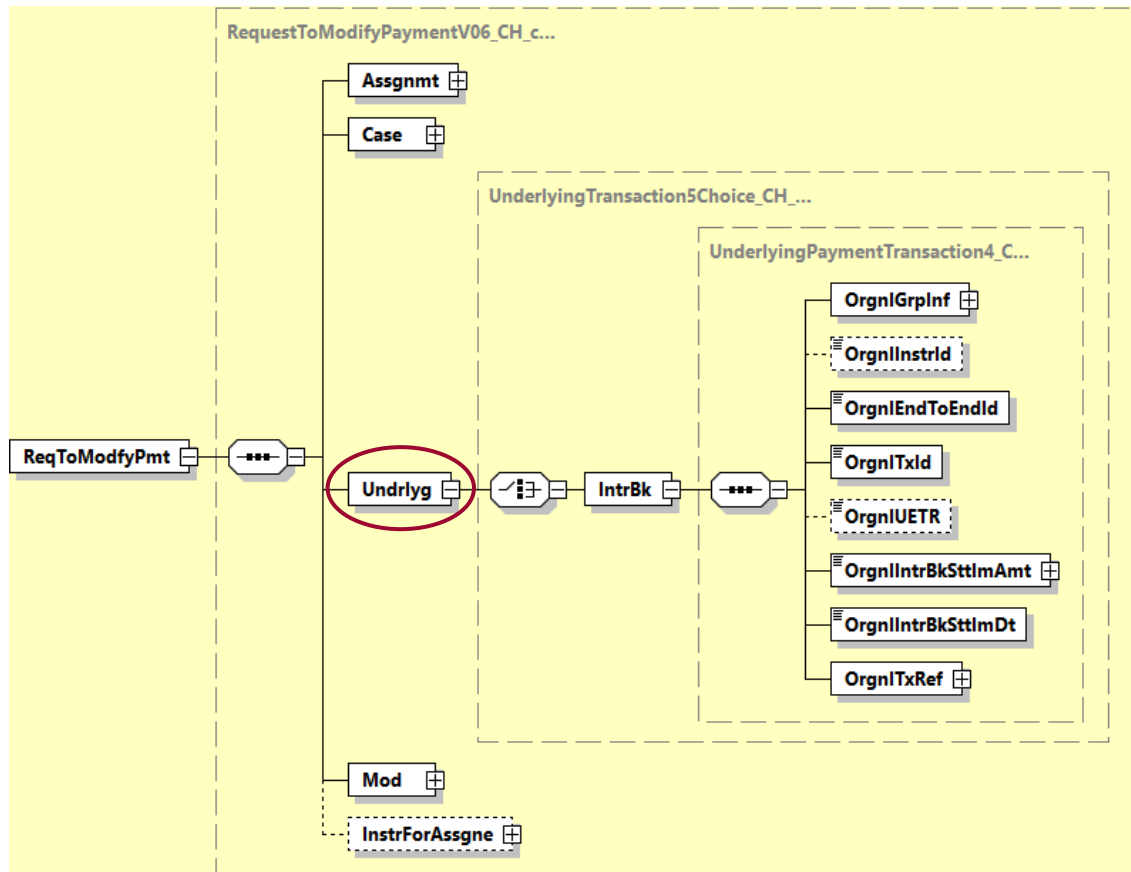 RequestToModifyPaymentV06_CH_c...
Assgnmt
Case
UnderlyingTransaction5Choice_CH_...
UnderlyingPaymentTransaction4_C...
OrgnlGrpInf
OrgnlInstrId
OrgnlEndToEndId
OrgnlTxId
ReqToModfyPmt
Undrlyg
IntrBk
OrgnlUETR
OrgnlIntrBkSttlmAmt
OrgnlIntrBkSttlmDt
OrgnlTxRef
Mod
InstrForAssgne